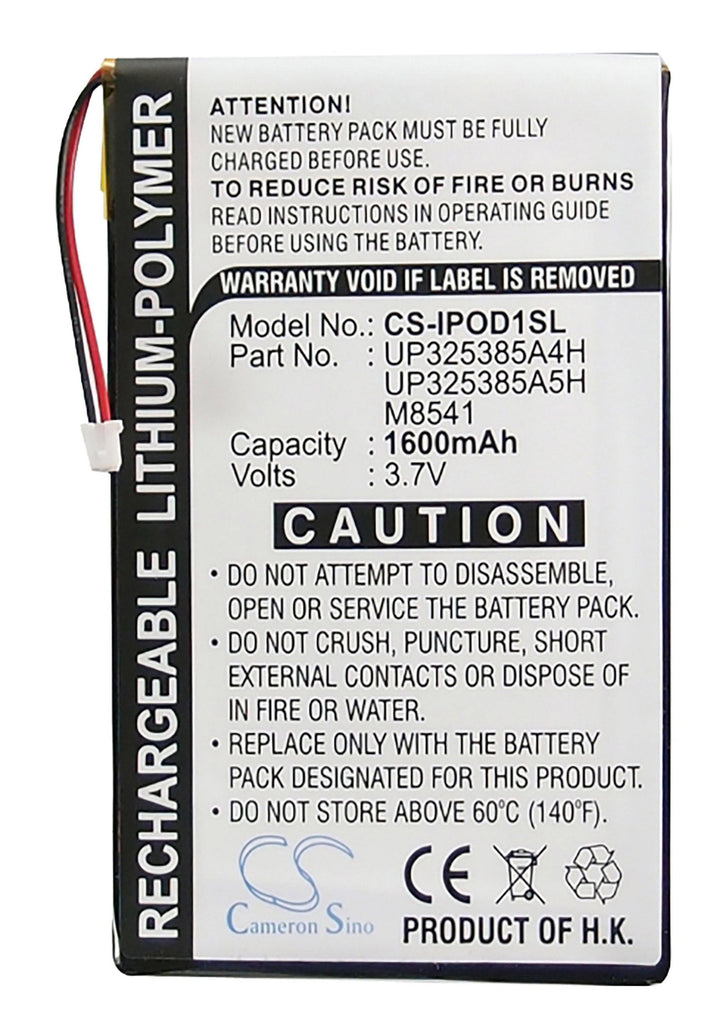 RECHARGEABLE LITHIUM-POLYMER
ATTENTION!
NEW BATTERY PACK MUST BE FULLY
CHARGED BEFORE USE.
TO REDUCE RISK OF FIRE OR BURNS
READ INSTRUCTIONS IN OPERATING GUIDE
BEFORE USING THE BATTERY.
WARRANTY VOID IF LABEL IS REMOVED
Model No.: CS-IPOD1SL
Part No. : UP325385A4H
UP325385A5H
M8541
Capacity : 1600mAh
Volts : 3.7V
CAUTION
• DO NOT ATTEMPT TO DISASSEMBLE,
OPEN OR SERVICE THE BATTERY PACK.
• DO NOT CRUSH, PUNCTURE, SHORT
EXTERNAL CONTACTS OR DISPOSE OF
IN FIRE OR WATER.
• REPLACE ONLY WITH THE BATTERY
PACK DESIGNATED FOR THIS PRODUCT.
• DO NOT STORE ABOVE 60°C (140°F).
CS
Cameron Sino
CE
PRODUCT OF H.K.